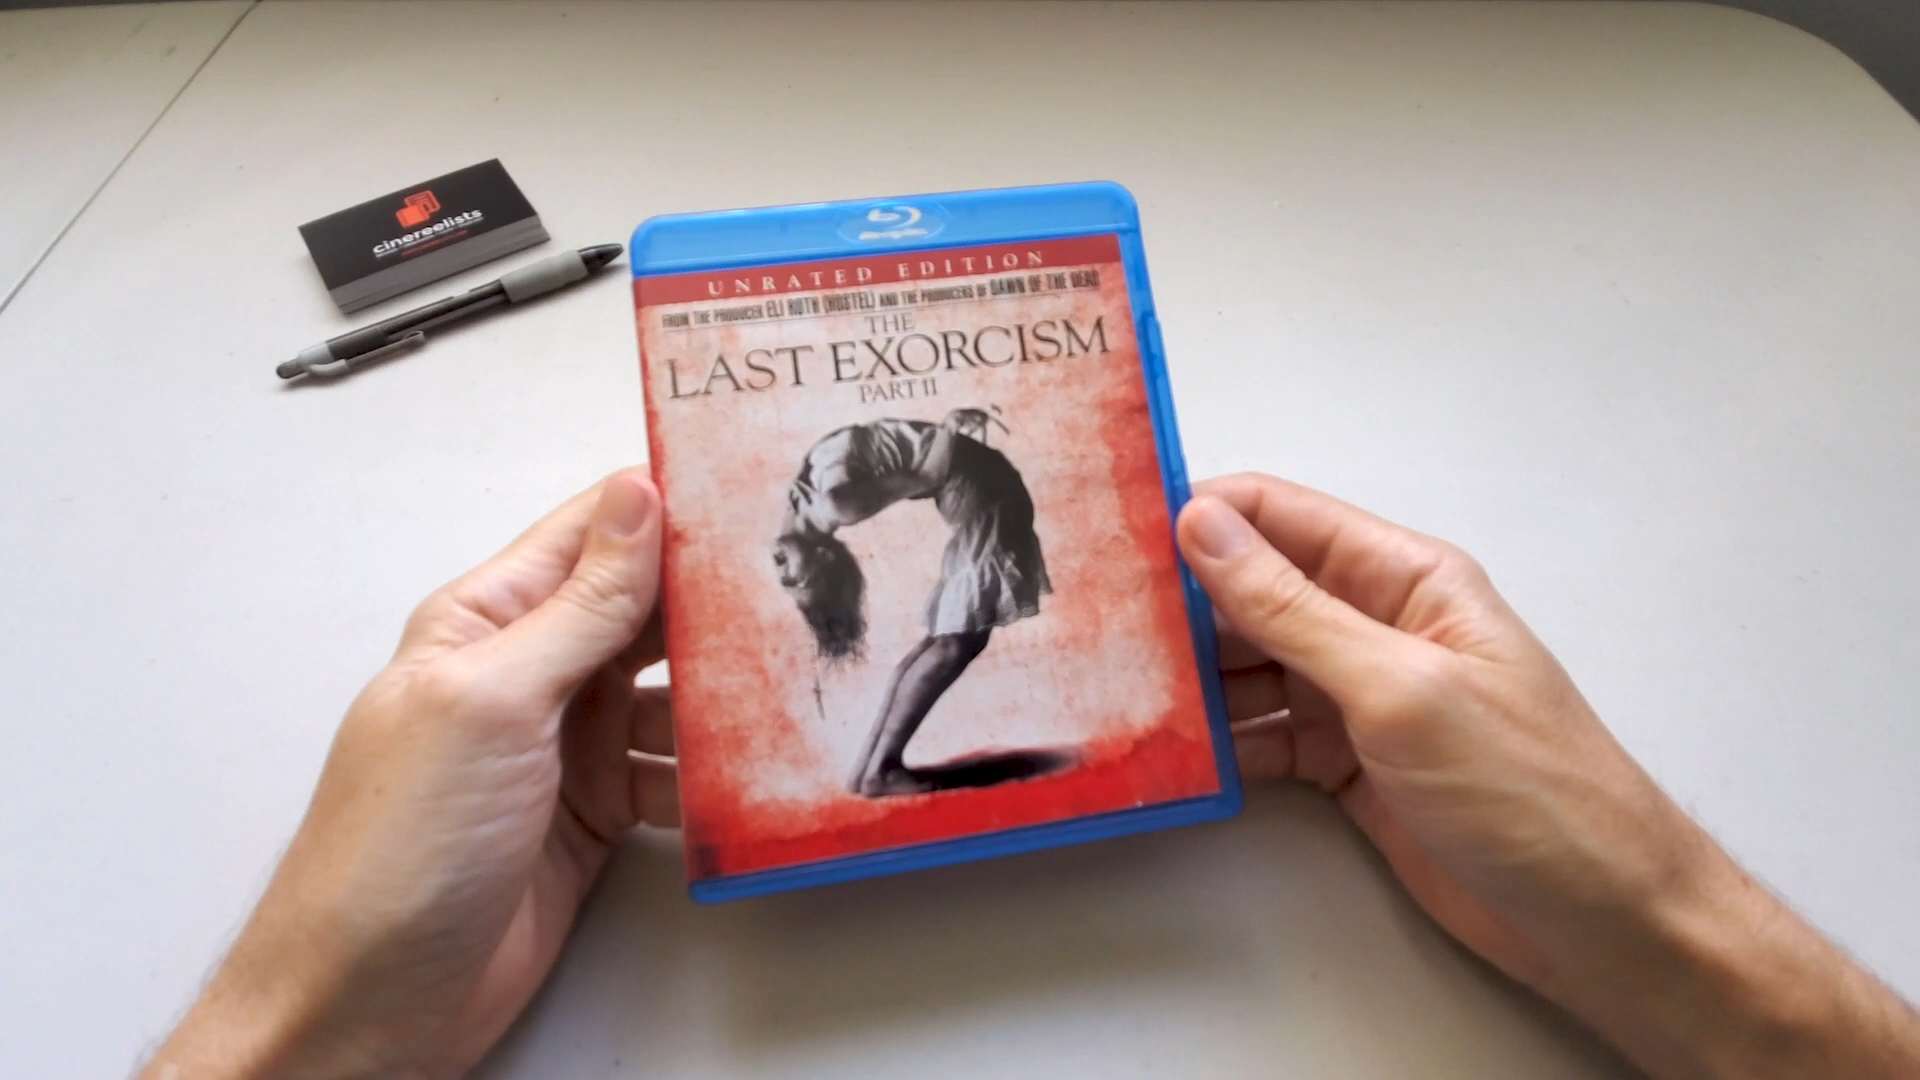 cinereelists
UNRATED EDITION
FROM THE PRODUCER ELI ROTH (HOSTEL) AND THE PRODUCERS OF DAWN OF THE DEAD
THE
LAST EXORCISM
PART II